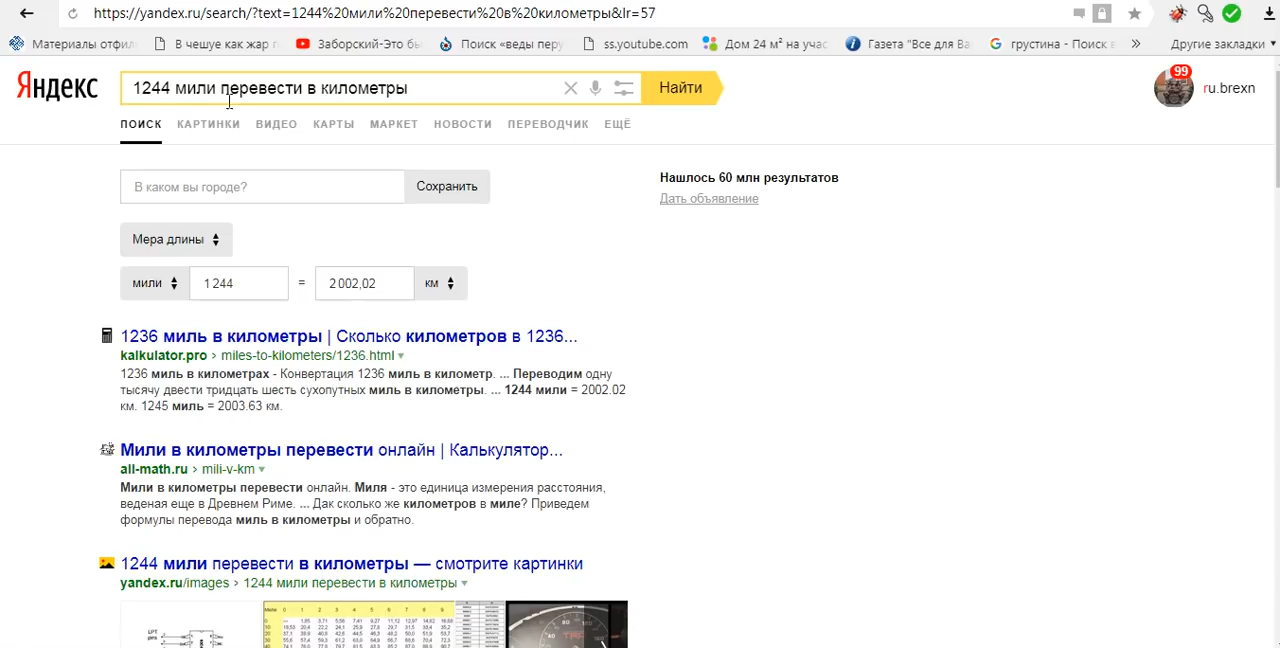 https://yandex.ru/search/?text=1244%20мили%20перевести%20в%20километры&lr=57
Материалы отфил
В чешуе как жар г
Заборский-Это бы
Поиск «веды перу
ss.youtube.com
Дом 24 м² на учас
Газета "Все для Ва
грустина - Поиск в
»
Другие закладки
Яндекс
1244 мили перевести в километры
Найти
99
ru.brexn
ПОИСК
КАРТИНКИ
ВИДЕО
КАРТЫ
МАРКЕТ
НОВОСТИ
ПЕРЕВОДЧИК
ЕЩЁ
В каком вы городе?
Сохранить
Нашлось 60 млн результатов
Дать объявление
Мера длины
мили
1 244
=
2 002,02
км
1236 миль в километры | Сколько километров в 1236...
kalkulator.pro › miles-to-kilometers/1236.html
1236 миль в километрах - Конвертация 1236 миль в километр. ... Переводим одну
тысячу двести тридцать шесть сухопутных миль в километры. ... 1244 мили = 2002.02
км. 1245 миль = 2003.63 км.
Мили в километры перевести онлайн | Калькулятор...
all-math.ru › mili-v-km
Мили в километры перевести онлайн. Миля - это единица измерения расстояния,
веденая еще в Древнем Риме. ... Дак сколько же километров в миле? Приведем
формулы перевода миль в километры и обратно.
1244 мили перевести в километры — смотрите картинки
yandex.ru/images › 1244 мили перевести в километры